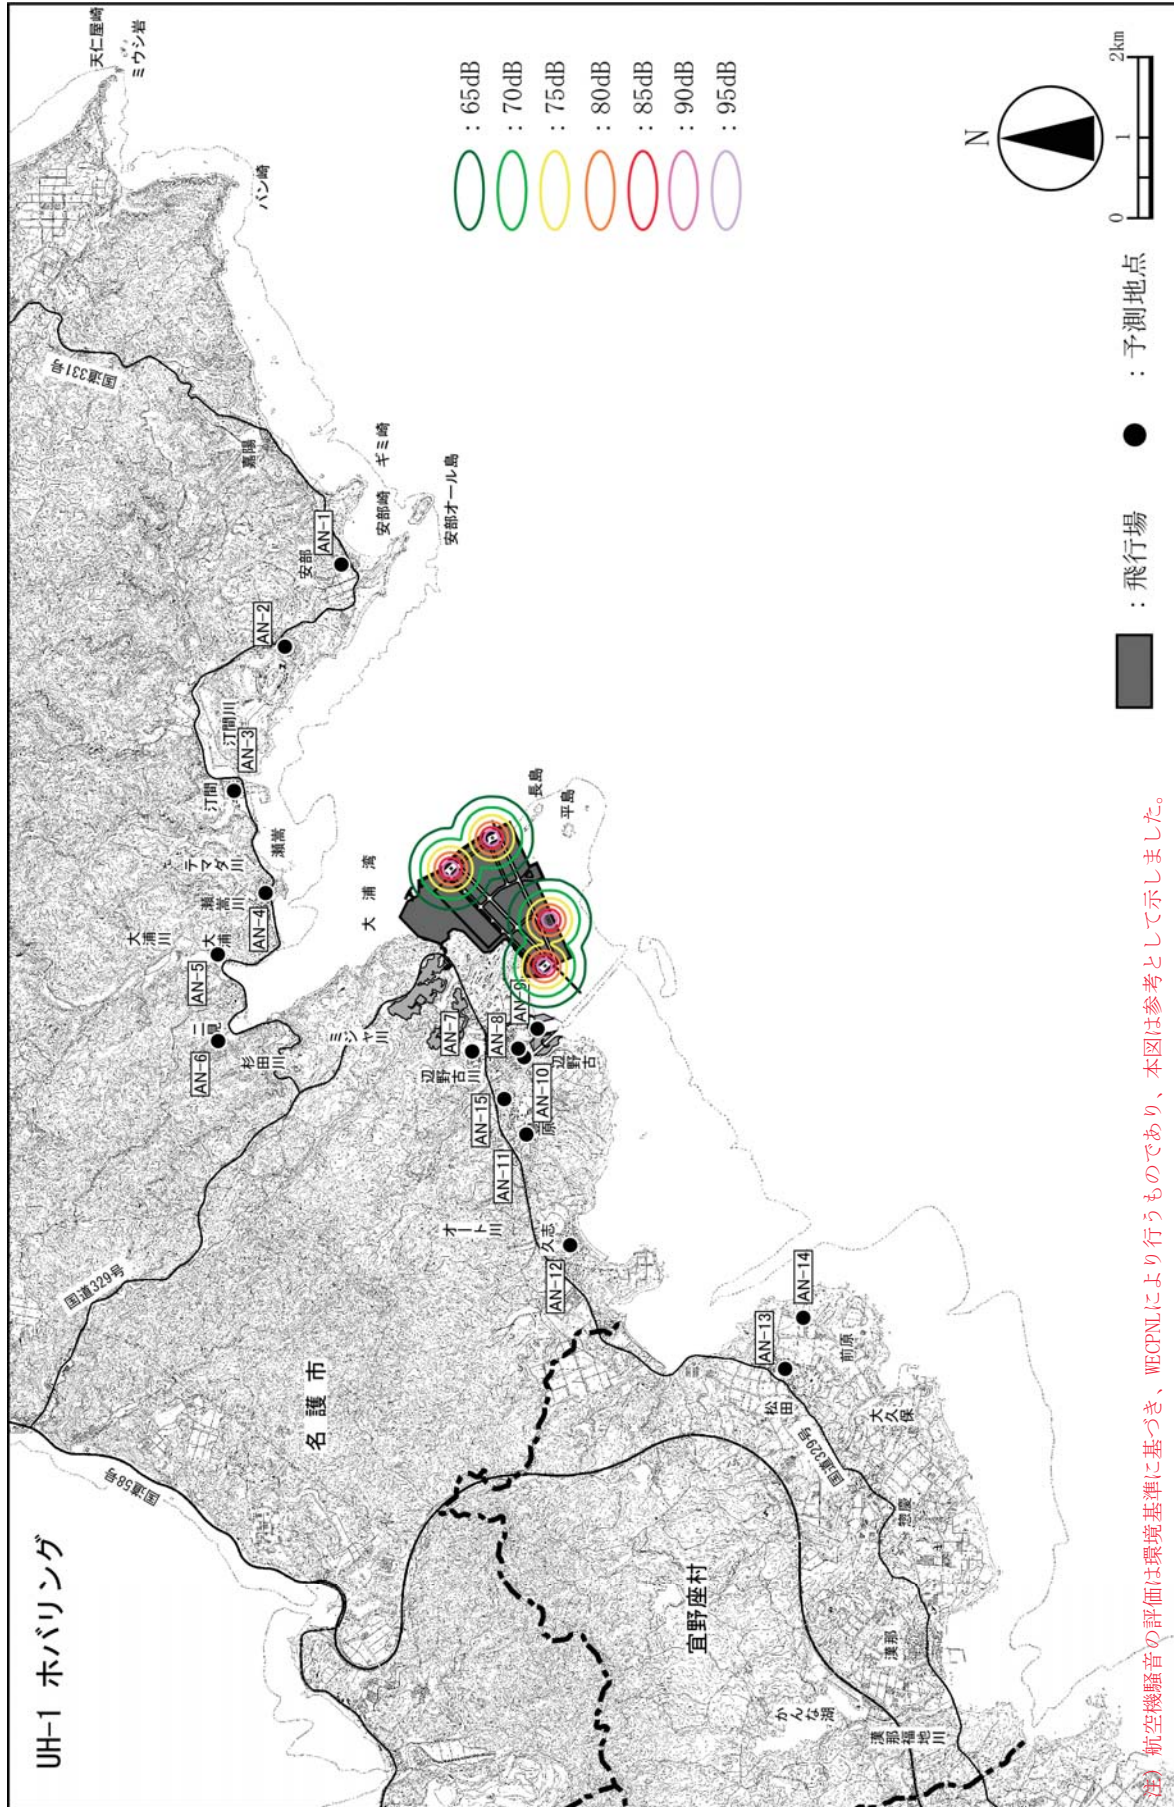 UH-1 ホバリング
天仁屋崎
ミウシ岩
バン崎
国道331号
嘉陽
ギミ崎
安部崎
安部オール島
安部
AN-1
AN-2
汀間川
AN-3
汀間
テマダ川
瀬嵩
瀬嵩川
AN-4
大浦川
大浦
AN-5
二見
AN-6
杉田川
大浦湾
ミジャ川
長島
平島
AN-7
AN-8
AN-9
辺野古川
辺野古
AN-10
AN-15
原
AN-11
オート川
久志
AN-12
国道329号
名護市
国道58号
AN-14
AN-13
前原
松田
大久保
国道329号
惣慶
宜野座村
漢那
かんな湖
漢那福地川
: 65dB
: 70dB
: 75dB
: 80dB
: 85dB
: 90dB
: 95dB
N
0 1 2km
: 飛行場
: 予測地点
注）航空機騒音の評価は環境基準に基づき、WECPNLにより行うものであり、本図は参考として示しました。